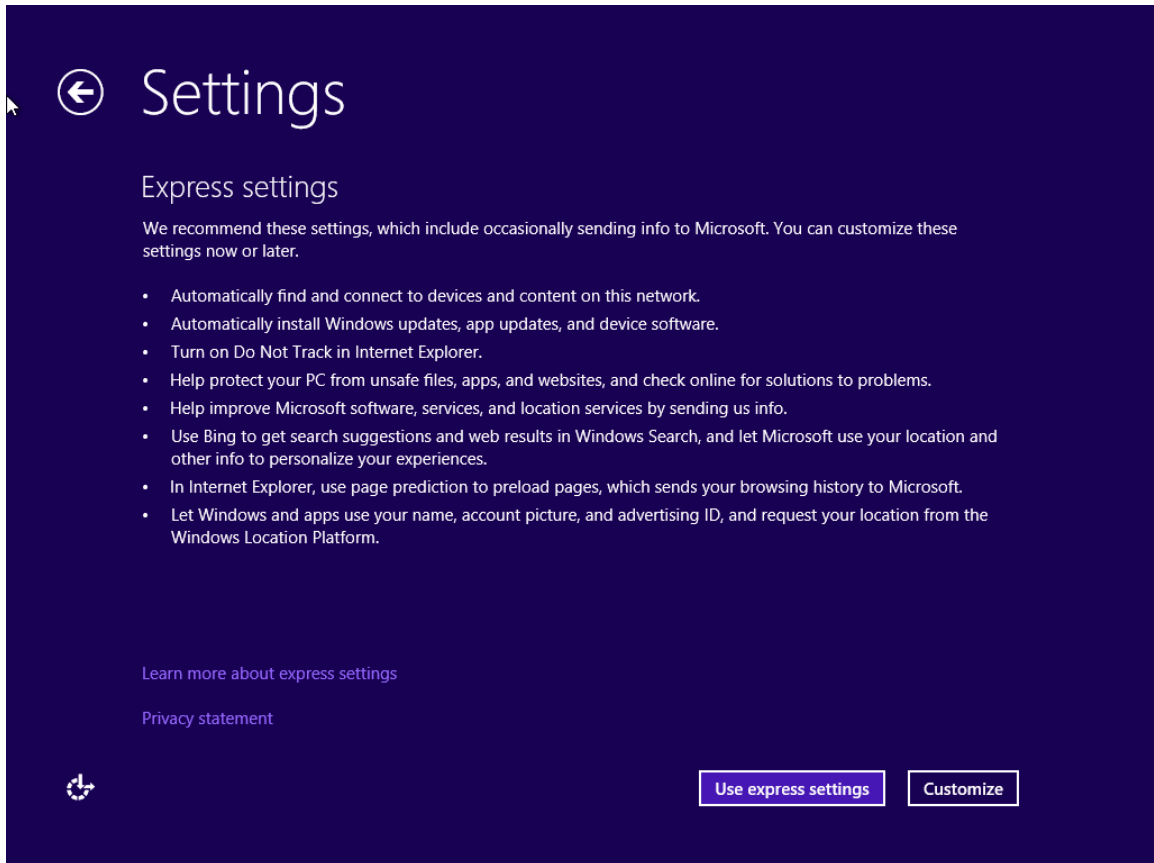 Settings
Express settings
We recommend these settings, which include occasionally sending info to Microsoft. You can customize these
settings now or later.
• Automatically find and connect to devices and content on this network.
• Automatically install Windows updates, app updates, and device software.
• Turn on Do Not Track in Internet Explorer.
• Help protect your PC from unsafe files, apps, and websites, and check online for solutions to problems.
• Help improve Microsoft software, services, and location services by sending us info.
• Use Bing to get search suggestions and web results in Windows Search, and let Microsoft use your location and
other info to personalize your experiences.
• In Internet Explorer, use page prediction to preload pages, which sends your browsing history to Microsoft.
• Let Windows and apps use your name, account picture, and advertising ID, and request your location from the
Windows Location Platform.
Learn more about express settings
Privacy statement
Use express settings
Customize